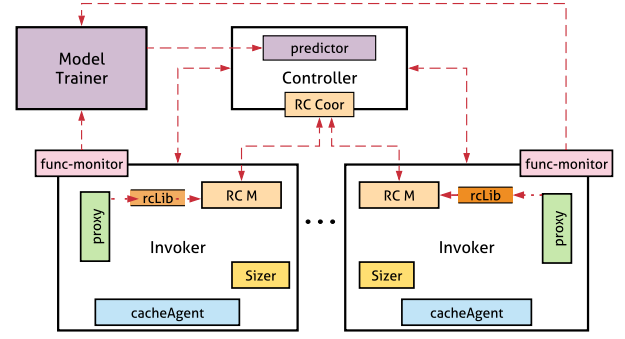 Model
Trainer
predictor
Controller
RC Coor
func-monitor
func-monitor
proxy
rcLib
RC M
Invoker
Sizer
cacheAgent
...
RC M
rcLib
proxy
Invoker
Sizer
cacheAgent